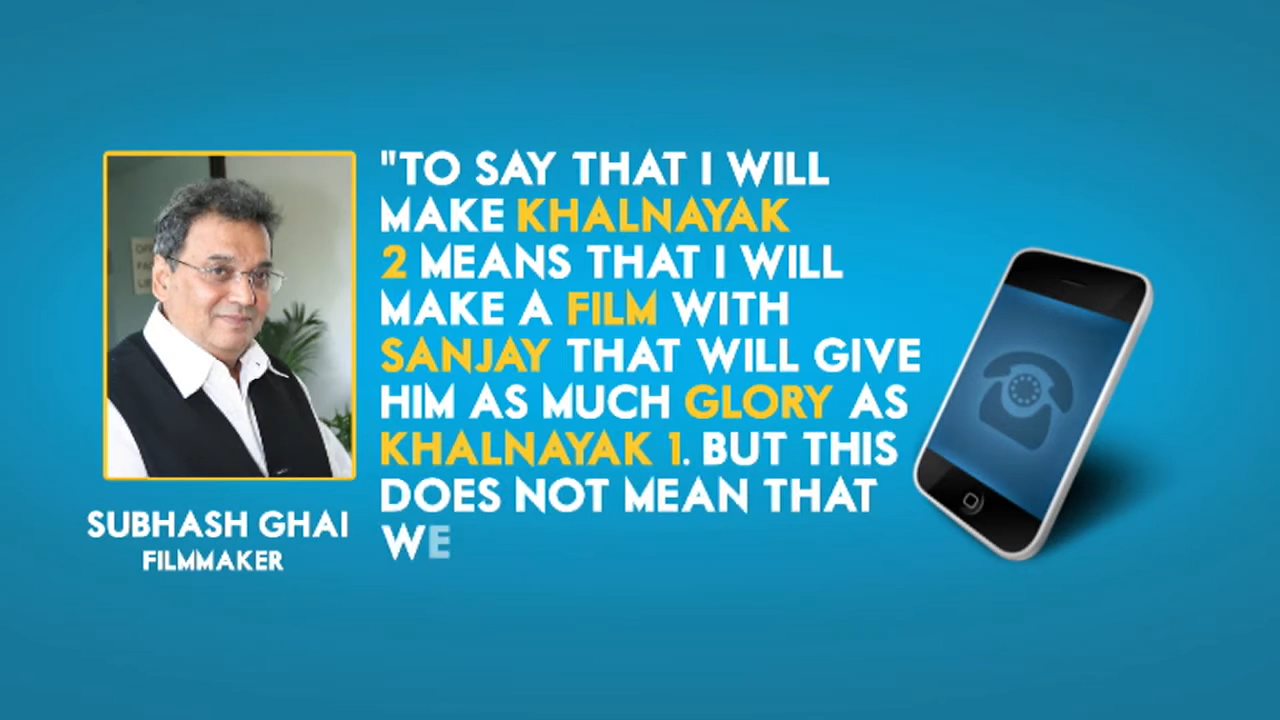 "TO SAY THAT I WILL
MAKE KHALNAYAK
2 MEANS THAT I WILL
MAKE A FILM WITH
SANJAY THAT WILL GIVE
HIM AS MUCH GLORY AS
KHALNAYAK 1. BUT THIS
DOES NOT MEAN THAT
WE
SUBHASH GHAI
FILMMAKER